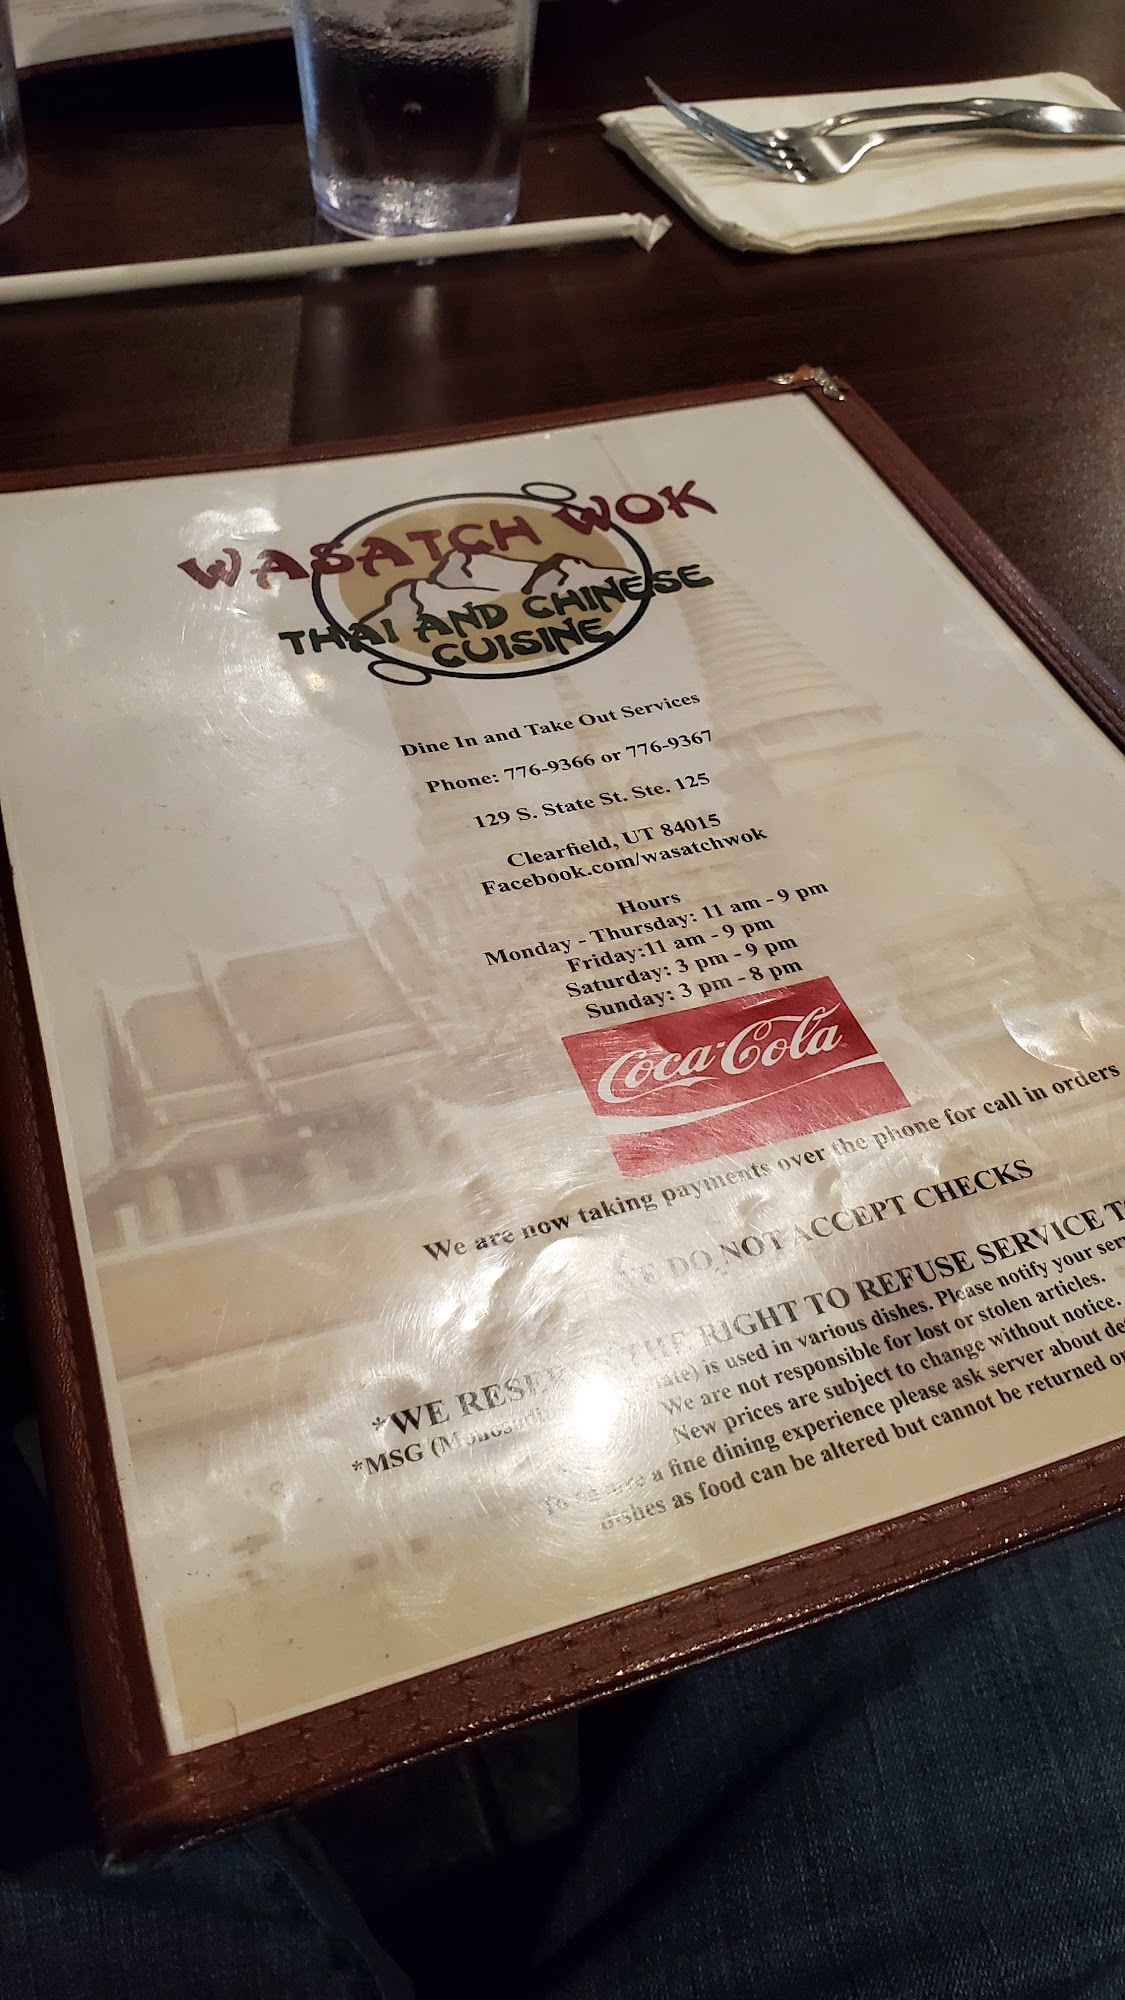 WASATCH WOK
THAI AND CHINESE
CUISINE
Dine In and Take Out Services
Phone: 776-9366 or 776-9367
129 S. State St. Ste. 125
Clearfield, UT 84015
Facebook.com/wasatchwok
Hours
Monday - Thursday: 11 am - 9 pm
Friday:11 am - 9 pm
Saturday: 3 pm - 9 pm
Sunday: 3 pm - 8 pm
Coca-Cola
We are now taking payments over the phone for call in orders
WE DO NOT ACCEPT CHECKS
*WE RESERVE THE RIGHT TO REFUSE SERVICE
*MSG is used in various dishes. Please notify your
We are not responsible for lost or stolen articles.
New prices are subject to change without notice.
a fine dining experience please ask server about
dishes as food can be altered but cannot be returned